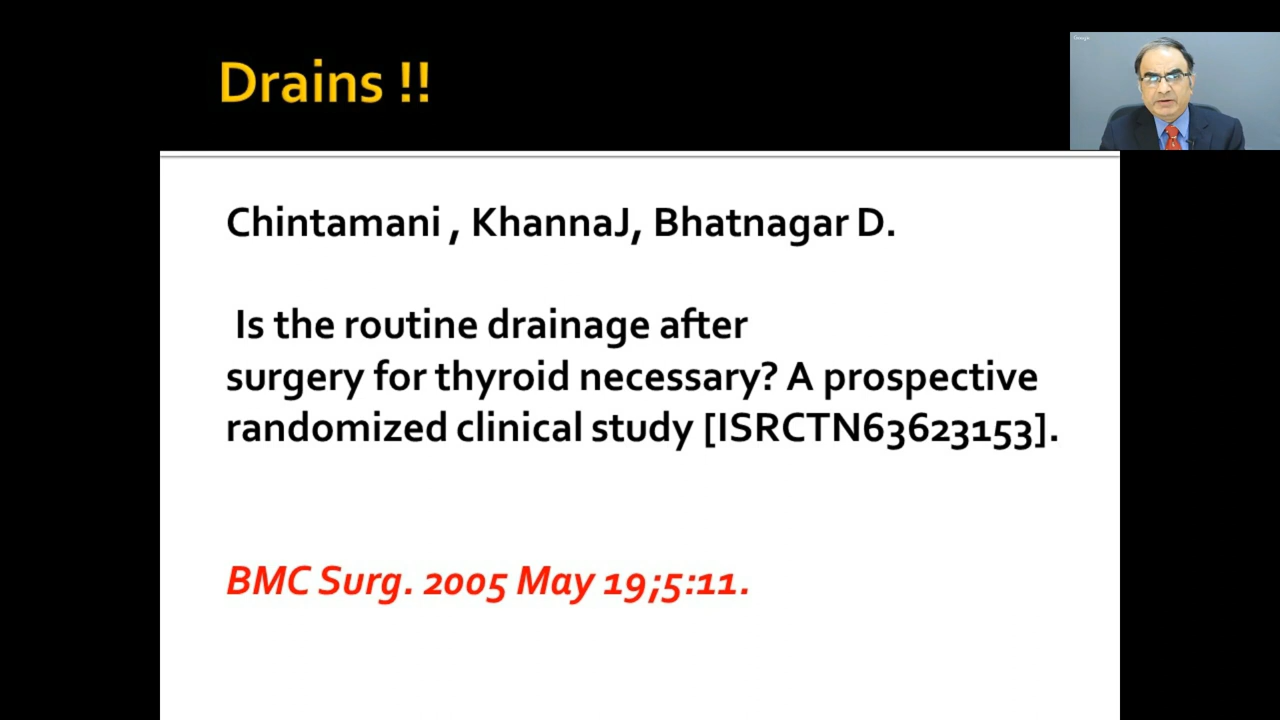 Drains !!
Chintamani , KhannaJ, Bhatnagar D.
Is the routine drainage after
surgery for thyroid necessary? A prospective
randomized clinical study [ISRCTN63623153].
BMC Surg. 2005 May 19;5:11.